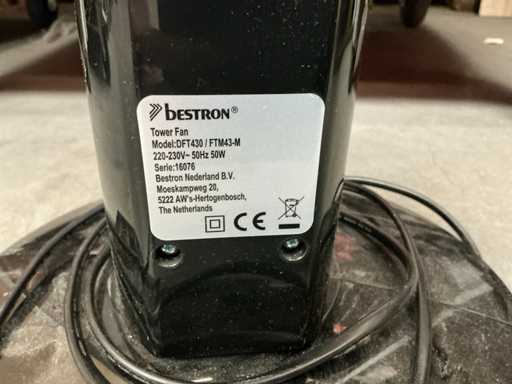 BESTRON®
Tower Fan
Model:DFT430 / FTM43-M
220-230V~ 50Hz 50W
Serie:16076
Bestron Nederland B.V.
Moeskampweg 20,
5222 AW's-Hertogenbosch,
The Netherlands
CE